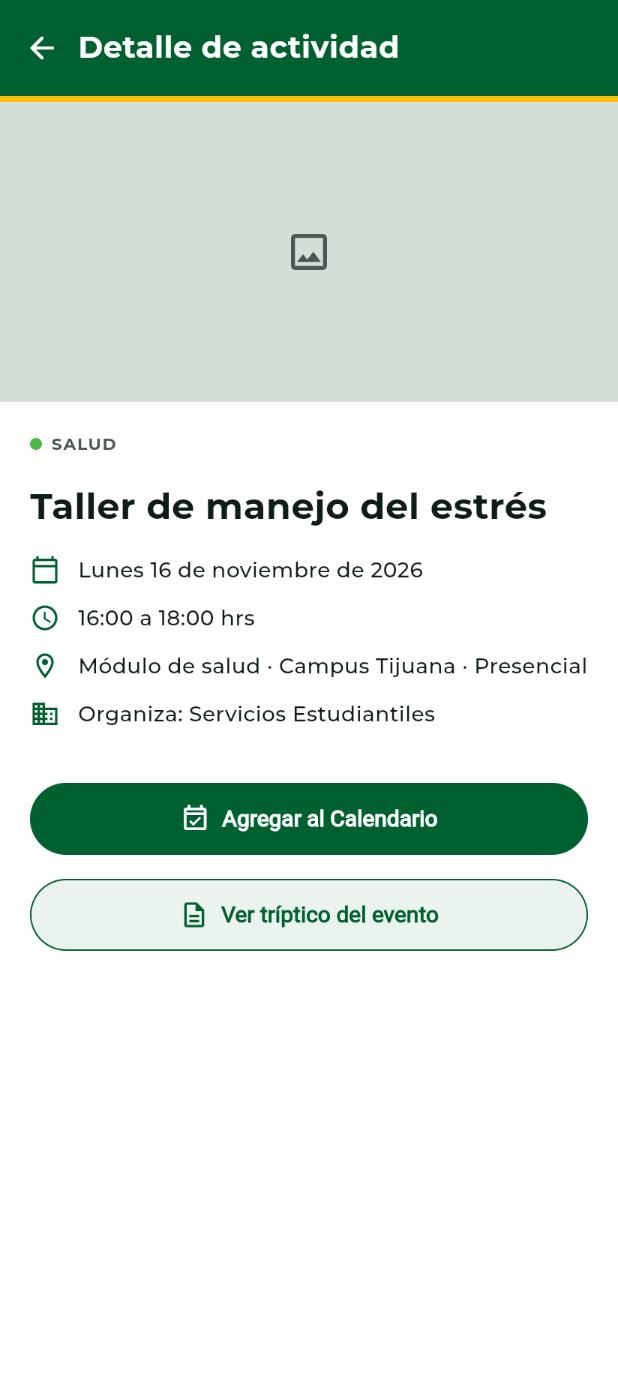 Detalle de actividad
SALUD
Taller de manejo del estrés
Lunes 16 de noviembre de 2026
16:00 a 18:00 hrs
Módulo de salud · Campus Tijuana · Presencial
Organiza: Servicios Estudiantiles
Agregar al Calendario
Ver tríptico del evento